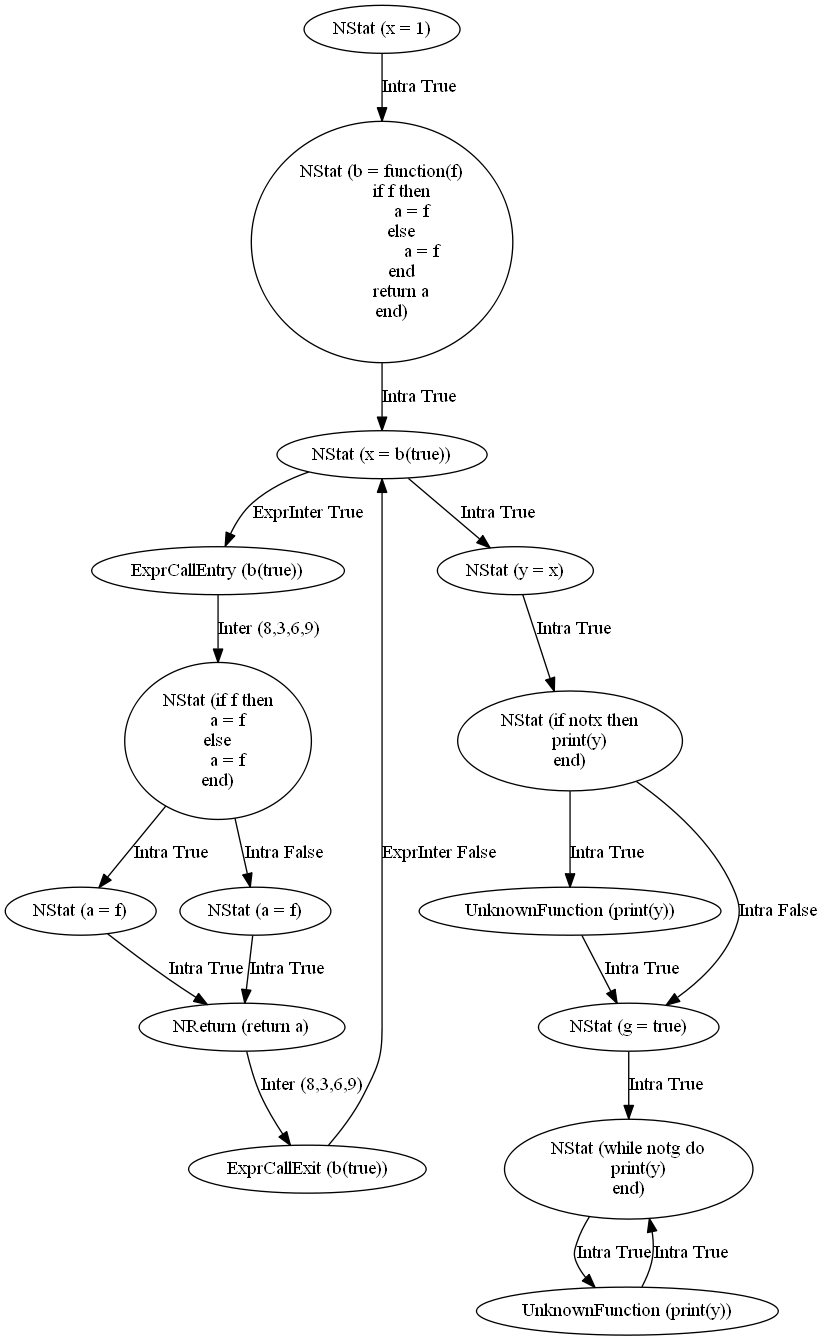 NStat (x = 1)
Intra True
NStat (b = function(f)
if f then
a = f
else
a = f
end
return a
end)
Intra True
NStat (x = b(true))
ExprInter True
Intra True
ExprCallEntry (b(true))
NStat (y = x)
Inter (8,3,6,9)
Intra True
NStat (if f then
a = f
else
a = f
end)
NStat (if notx then
print(y)
end)
Intra True
Intra False
ExprInter False
Intra True
Intra False
NStat (a = f)
NStat (a = f)
UnknownFunction (print(y))
Intra True
Intra True
Intra True
NReturn (return a)
NStat (g = true)
Inter (8,3,6,9)
Intra True
ExprCallExit (b(true))
NStat (while notg do
print(y)
end)
Intra True
Intra True
UnknownFunction (print(y))